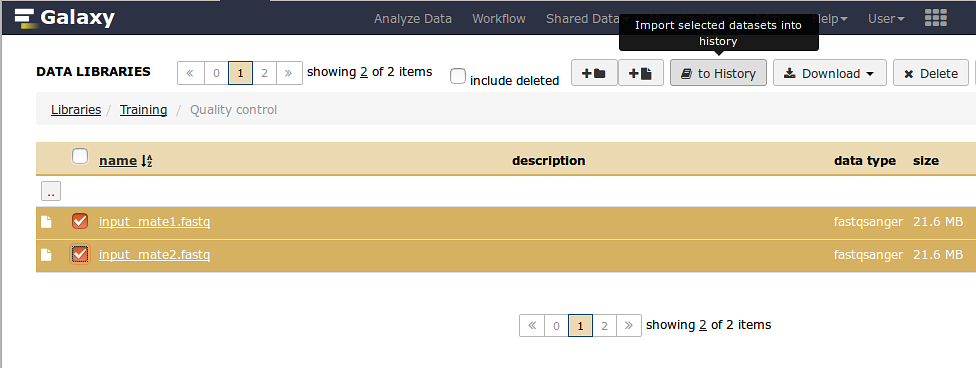 Galaxy
Analyze Data Workflow Shared Data elp User
Import selected datasets into
history
DATA LIBRARIES « 0 1 2 » showing 2 of 2 items include deleted + + to History Download × Delete
Libraries / Training / Quality control
name description data type size
..
input_mate1.fastq fastqsanger 21.6 MB
input_mate2.fastq fastqsanger 21.6 MB
« 0 1 2 » showing 2 of 2 items